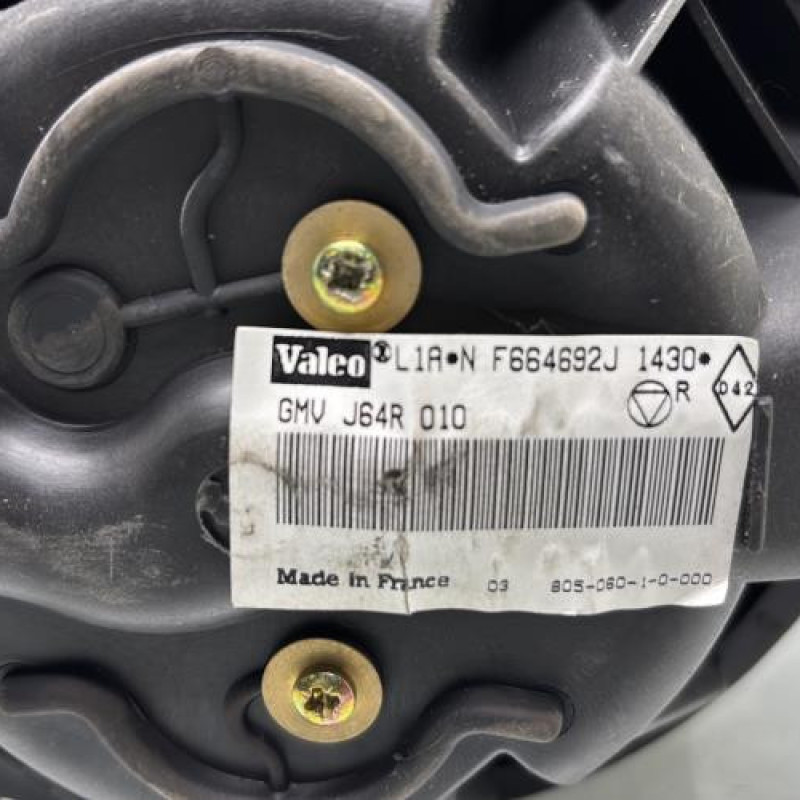 Valeo L1A•N F664692J 1430•
GMV J64R 010
R
042
Made in France 03 805-060-1-0-000